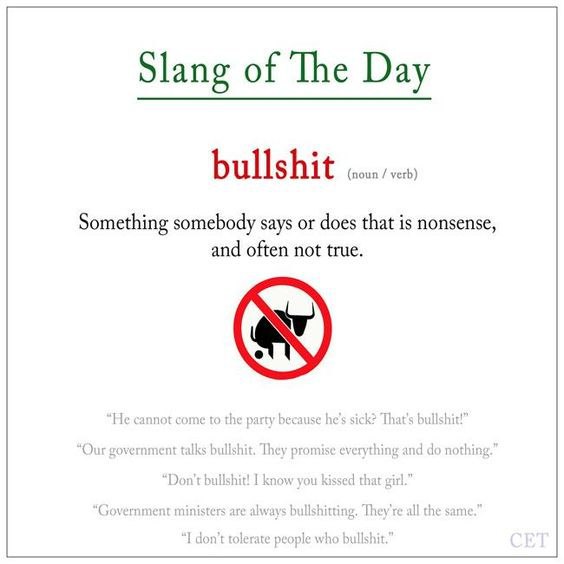 Slang of The Day
bullshit (noun / verb)
Something somebody says or does that is nonsense,
and often not true.
“He cannot come to the party because he’s sick? That’s bullshit!”
“Our government talks bullshit. They promise everything and do nothing.”
“Don’t bullshit! I know you kissed that girl.”
“Government ministers are always bullshitting. They’re all the same.”
“I don’t tolerate people who bullshit.”
CET